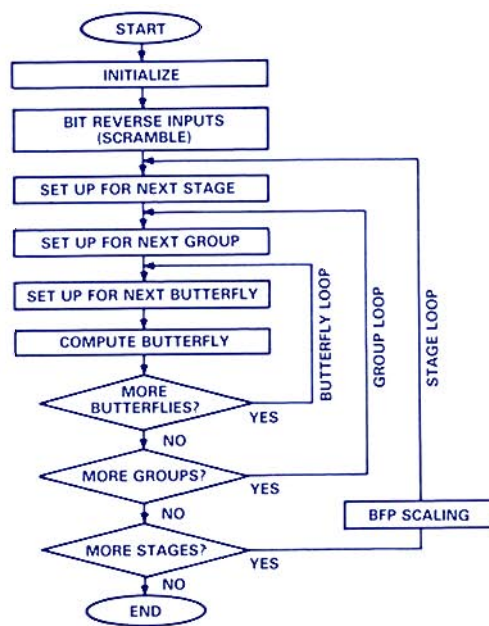 START
INITIALIZE
BIT REVERSE INPUTS
(SCRAMBLE)
SET UP FOR NEXT STAGE
SET UP FOR NEXT GROUP
SET UP FOR NEXT BUTTERFLY
COMPUTE BUTTERFLY
MORE
BUTTERFLIES?
YES
NO
MORE GROUPS?
YES
NO
MORE STAGES?
YES
NO
END
BUTTERFLY LOOP
GROUP LOOP
STAGE LOOP
BFP SCALING